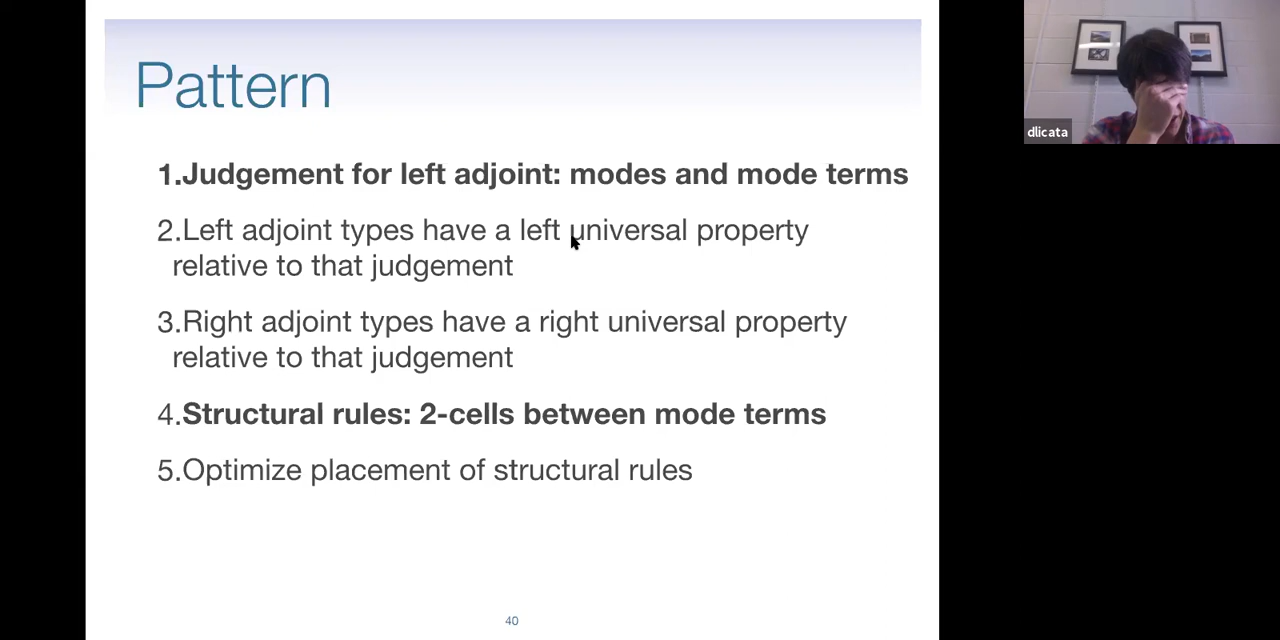 Pattern
1.Judgement for left adjoint: modes and mode terms
2.Left adjoint types have a left universal property
relative to that judgement
3.Right adjoint types have a right universal property
relative to that judgement
4.Structural rules: 2-cells between mode terms
5.Optimize placement of structural rules
40
dlicata